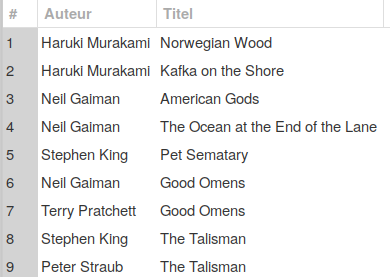 # Auteur Titel
1 Haruki Murakami Norwegian Wood
2 Haruki Murakami Kafka on the Shore
3 Neil Gaiman American Gods
4 Neil Gaiman The Ocean at the End of the Lane
5 Stephen King Pet Sematary
6 Neil Gaiman Good Omens
7 Terry Pratchett Good Omens
8 Stephen King The Talisman
9 Peter Straub The Talisman